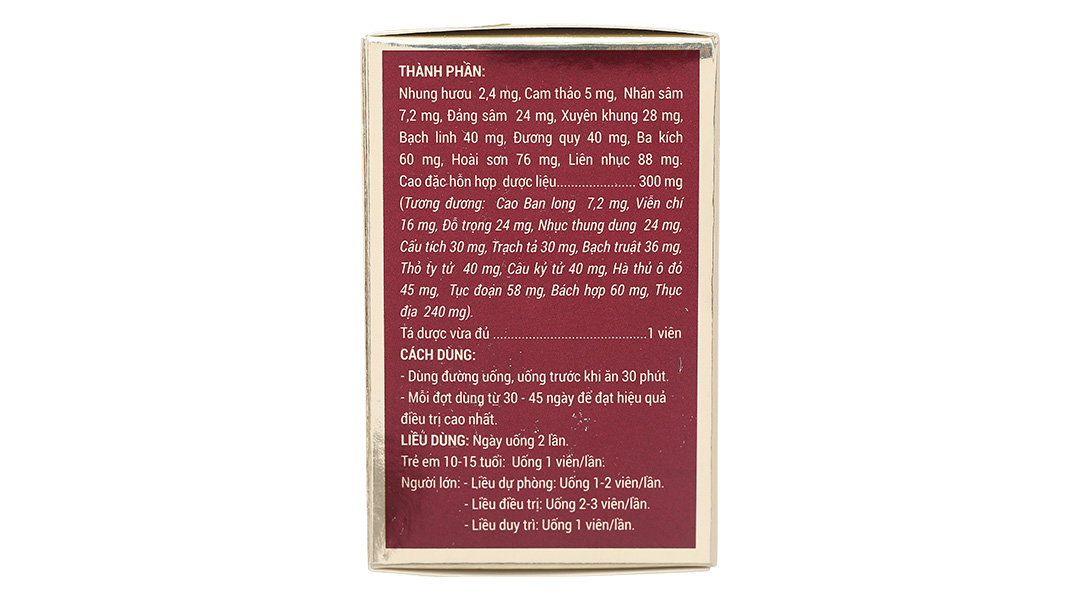 THÀNH PHẦN:
Nhung hươu 2,4 mg, Cam thảo 5 mg, Nhân sâm
7,2 mg, Đảng sâm 24 mg, Xuyên khung 28 mg,
Bạch linh 40 mg, Đương quy 40 mg, Ba kích
60 mg, Hoài sơn 76 mg, Liên nhục 88 mg.
Cao đặc hỗn hợp dược liệu..................... 300 mg
(Tương đương: Cao Ban long 7,2 mg, Viễn chí
16 mg, Đỗ trọng 24 mg, Nhục thung dung 24 mg,
Cẩu tích 30 mg, Trạch tả 30 mg, Bạch truật 36 mg,
Thỏ ty tử 40 mg, Câu kỷ tử 40 mg, Hà thủ ô đỏ
45 mg, Tục đoạn 58 mg, Bách hợp 60 mg, Thục
địa 240 mg).
Tá dược vừa đủ .........................................1 viên
CÁCH DÙNG:
- Dùng đường uống, uống trước khi ăn 30 phút.
- Mỗi đợt dùng từ 30 - 45 ngày để đạt hiệu quả
điều trị cao nhất.
LIỀU DÙNG: Ngày uống 2 lần.
Trẻ em 10-15 tuổi: Uống 1 viên/lần.
Người lớn: - Liều dự phòng: Uống 1-2 viên/lần.
- Liều điều trị: Uống 2-3 viên/lần.
- Liều duy trì: Uống 1 viên/lần.